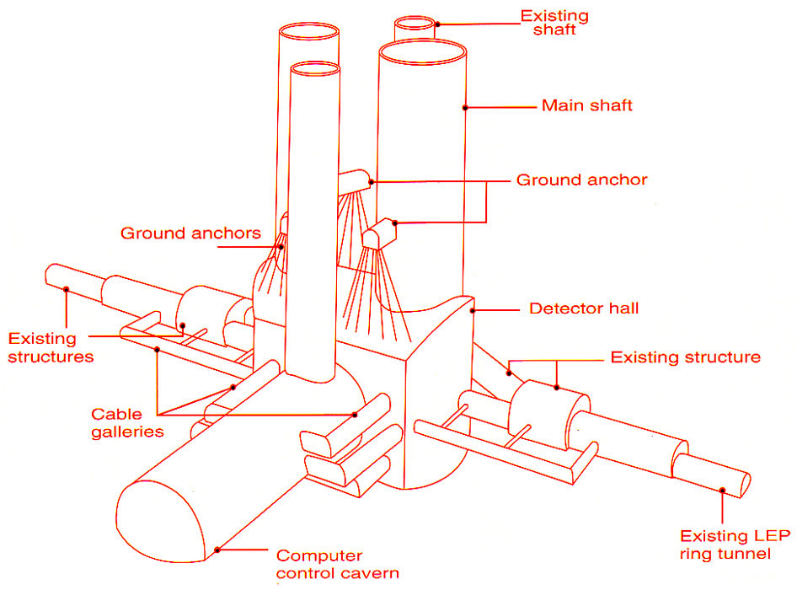 Existing
shaft
Main shaft
Ground anchor
Ground anchors
Detector hall
Existing
structures
Existing structure
Cable
galleries
Existing LEP
ring tunnel
Computer
control cavern